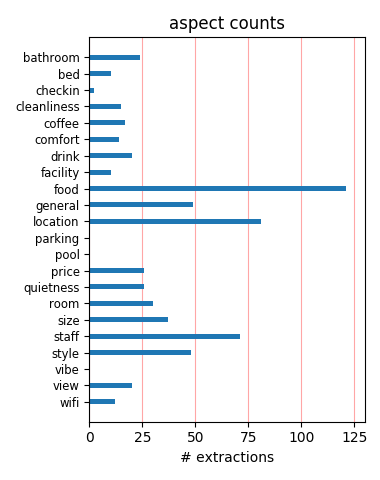 aspect counts
bathroom
bed
checkin
cleanliness
coffee
comfort
drink
facility
food
general
location
parking
pool
price
quietness
room
size
staff
style
vibe
view
wifi
0 25 50 75 100 125
# extractions